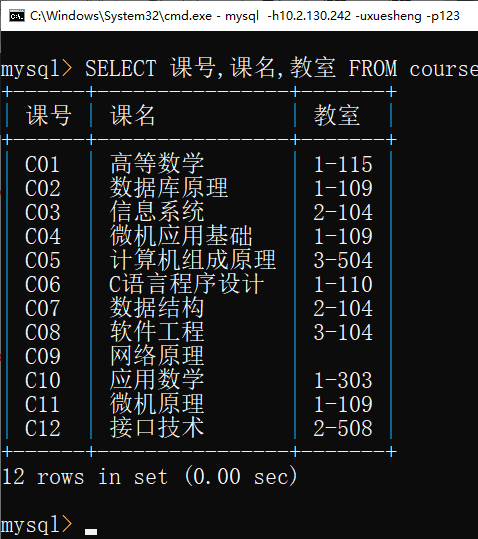 C:\Windows\System32\cmd.exe - mysql -h10.2.130.242 -uxuesheng -p123
mysql> SELECT 课号,课名,教室 FROM course
+------+-----------------+-------+
| 课号 | 课名 | 教室 |
+------+-----------------+-------+
| C01 | 高等数学 | 1-115 |
| C02 | 数据库原理 | 1-109 |
| C03 | 信息系统 | 2-104 |
| C04 | 微机应用基础 | 1-109 |
| C05 | 计算机组成原理 | 3-504 |
| C06 | C语言程序设计 | 1-110 |
| C07 | 数据结构 | 2-104 |
| C08 | 软件工程 | 3-104 |
| C09 | 网络原理 | |
| C10 | 应用数学 | 1-303 |
| C11 | 微机原理 | 1-109 |
| C12 | 接口技术 | 2-508 |
+------+-----------------+-------+
12 rows in set (0.00 sec)
mysql>